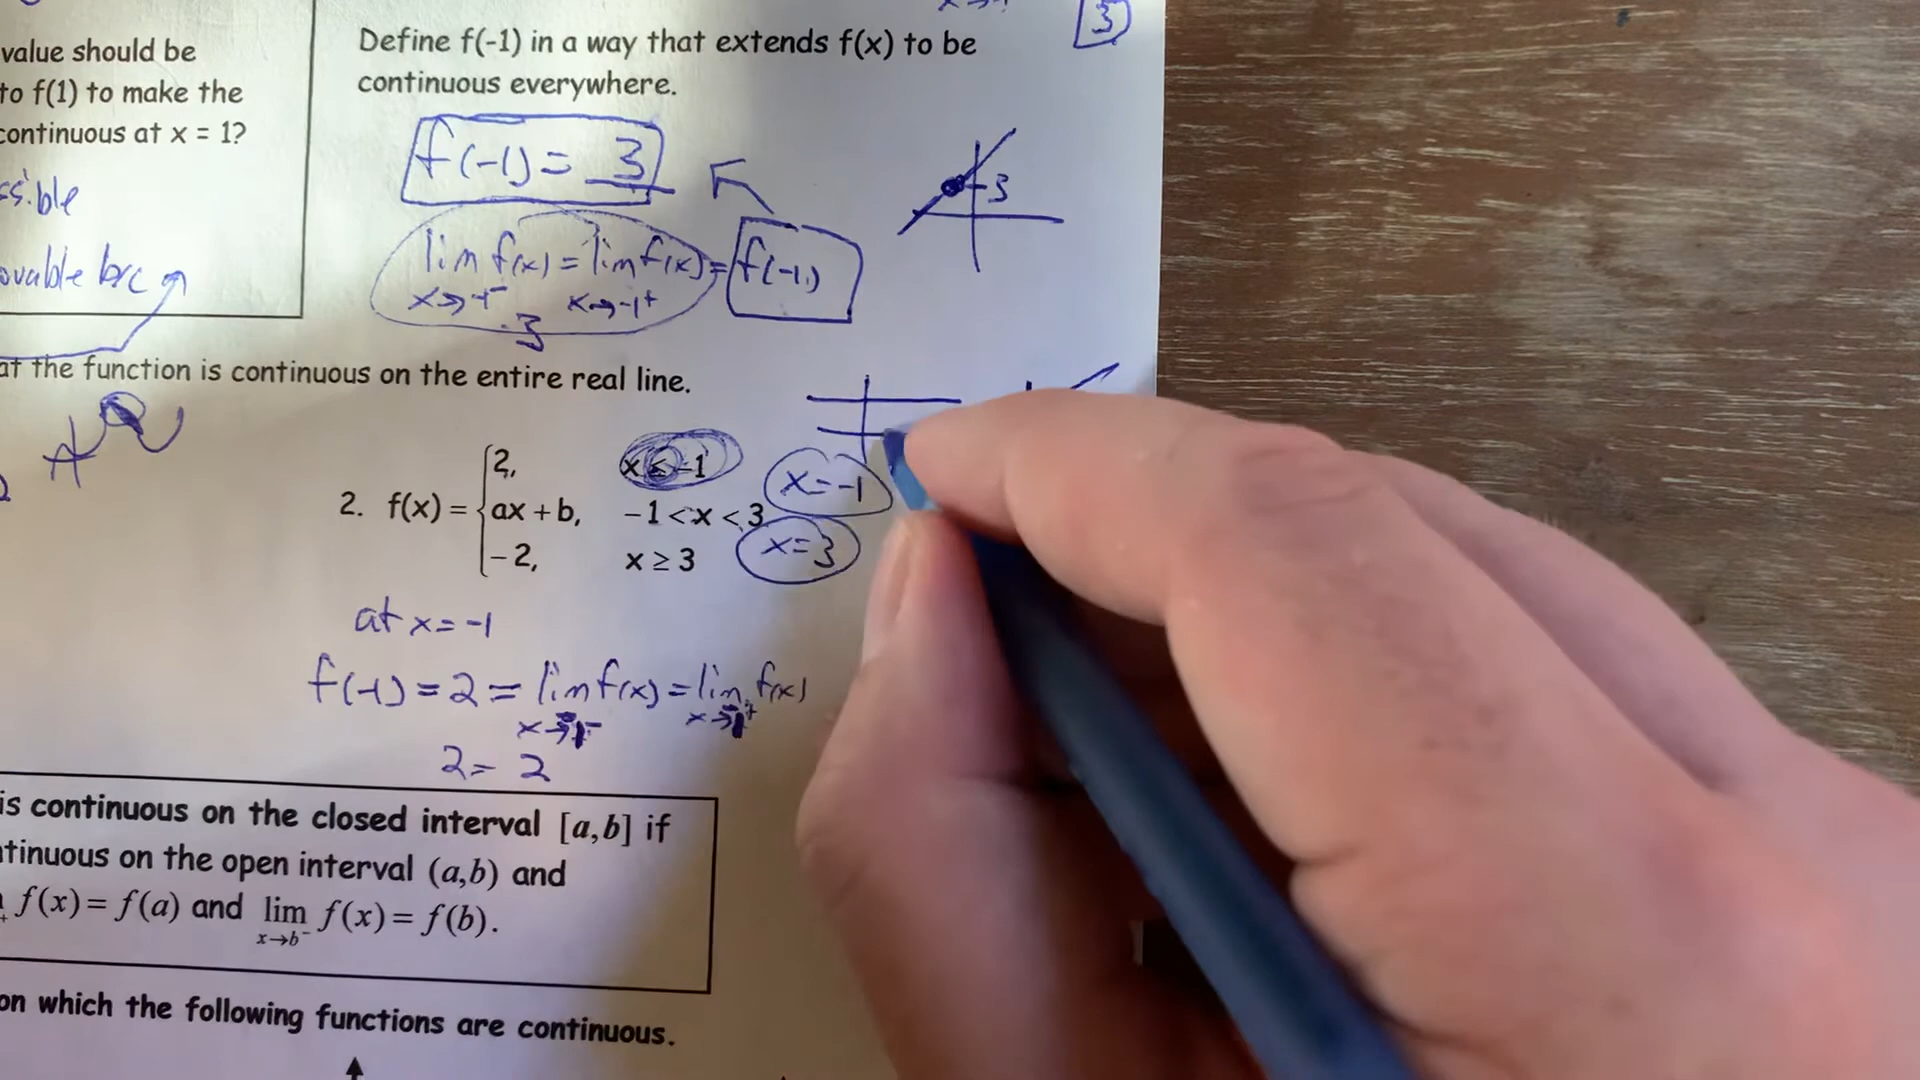 3
value should be
to f(1) to make the
continuous at x = 1?
Define f(-1) in a way that extends f(x) to be
continuous everywhere.
f(-1) = 3
3
lim f(x) = lim f(x) = f(-1)
x→-1⁻ x→-1⁺
3
at the function is continuous on the entire real line.
2. f(x) = { 2, x ≤ -1
ax + b, -1 < x < 3
-2, x ≥ 3
x=-1
x=3
at x=-1
f(-1) = 2 = lim f(x) = lim f(x)
x→-1⁻ x→-1⁺
2 = 2
is continuous on the closed interval [a,b] if
continuous on the open interval (a,b) and
f(x) = f(a) and lim f(x) = f(b).
x→b⁻
on which the following functions are continuous.